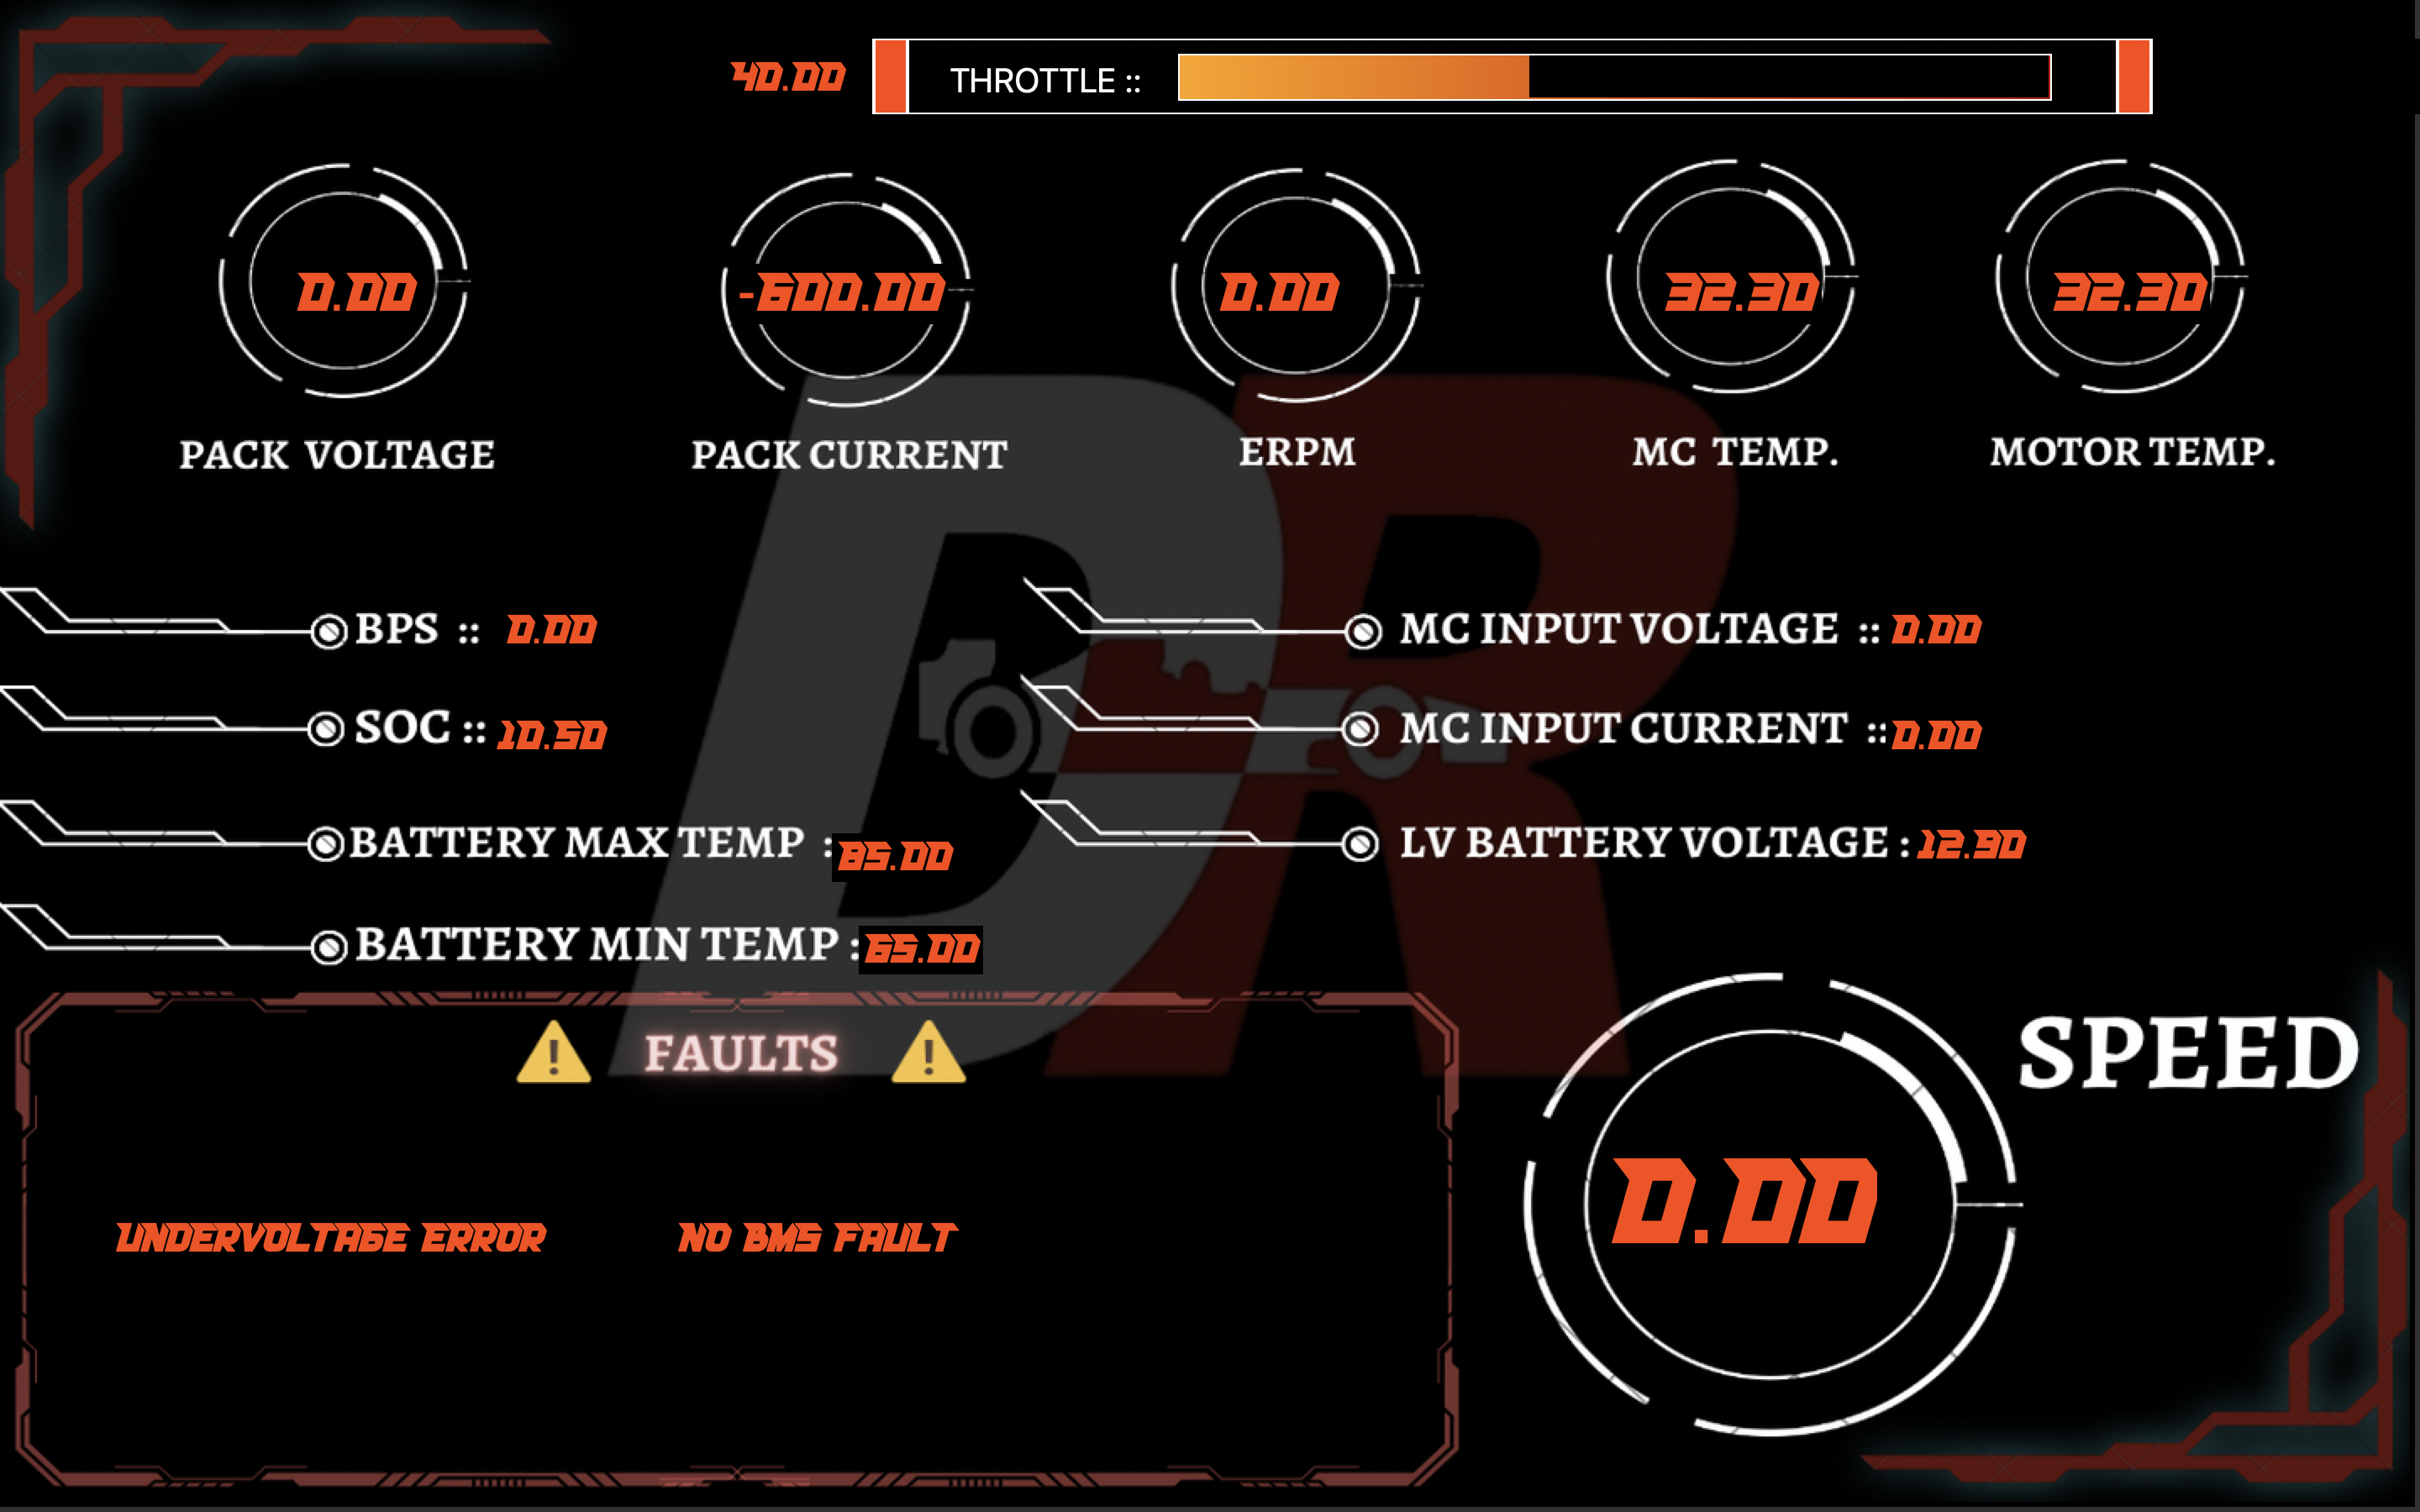 40.00 THROTTLE ::
0.00 -600.00 0.00 32.30 32.30
PACK VOLTAGE PACK CURRENT ERPM MC TEMP. MOTOR TEMP.
BPS :: 0.00 MC INPUT VOLTAGE :: 0.00
SOC :: 10.50 MC INPUT CURRENT :: 0.00
BATTERY MAX TEMP : 85.00 LV BATTERY VOLTAGE : 12.90
BATTERY MIN TEMP : 65.00
FAULTS
SPEED
0.00
UNDERVOLTAGE ERROR NO BMS FAULT
DR